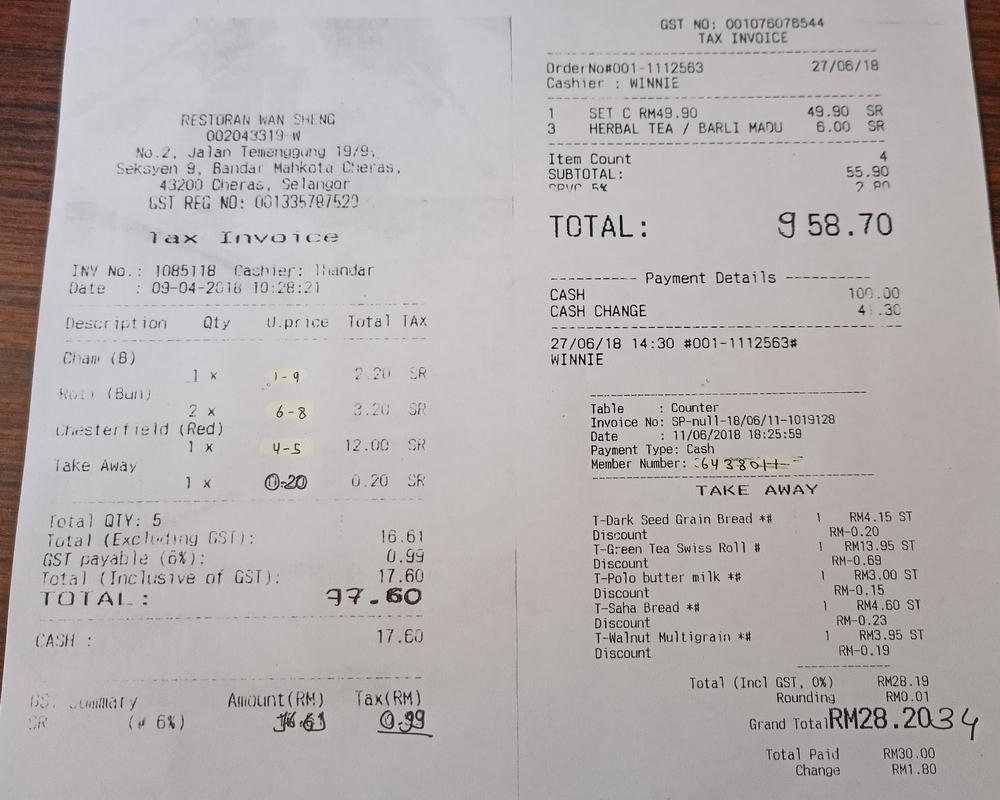 RESTORAN WAN SHENG
002043319-W
No.2, Jalan Temenggung 19/9,
Seksyen 9, Bandar Mahkota Cheras,
43200 Cheras, Selangor
GST REG NO: 001335787520
Tax Invoice
INV No.: 1085118 Cashier: Thandar
Date : 09-04-2018 10:28:21
Description Qty U.price Total TAX
Cham (B)
1 x 1-9 2.20 SR
Roti (Bun)
2 x 6-8 3.20 SR
Chesterfield (Red)
1 x 4-5 12.00 SR
Take Away
1 x 0.20 0.20 SR
Total QTY: 5
Total (Excluding GST): 16.61
GST payable (6%): 0.99
Total (Inclusive of GST): 17.60
TOTAL : 97.60
CASH : 17.60
GST Summary Amount(RM) Tax(RM)
SR (@ 6%) 16.61 0.99
GST NO: 001076078544
TAX INVOICE
OrderNo#001-1112563 27/06/18
Cashier : WINNIE
1 SET C RM49.90 49.90 SR
3 HERBAL TEA / BARLI MADU 6.00 SR
Item Count 4
SUBTOTAL: 55.90
SRVC 5% 2.80
TOTAL: 9 58.70
---------- Payment Details ----------
CASH 100.00
CASH CHANGE 41.30
27/06/18 14:30 #001-1112563#
WINNIE
Table : Counter
Invoice No: SP-null-18/06/11-1019128
Date : 11/06/2018 18:25:59
Payment Type: Cash
Member Number:
TAKE AWAY
T-Dark Seed Grain Bread *# 1 RM4.15 ST
Discount RM-0.20
T-Green Tea Swiss Roll # 1 RM13.95 ST
Discount RM-0.69
T-Polo butter milk *# 1 RM3.00 ST
Discount RM-0.15
T-Saha Bread *# 1 RM4.60 ST
Discount RM-0.23
T-Walnut Multigrain *# 1 RM3.95 ST
Discount RM-0.19
Total (Incl GST, 0%) RM28.19
Rounding RM0.01
Grand Total RM28.20 34
Total Paid RM30.00
Change RM1.80